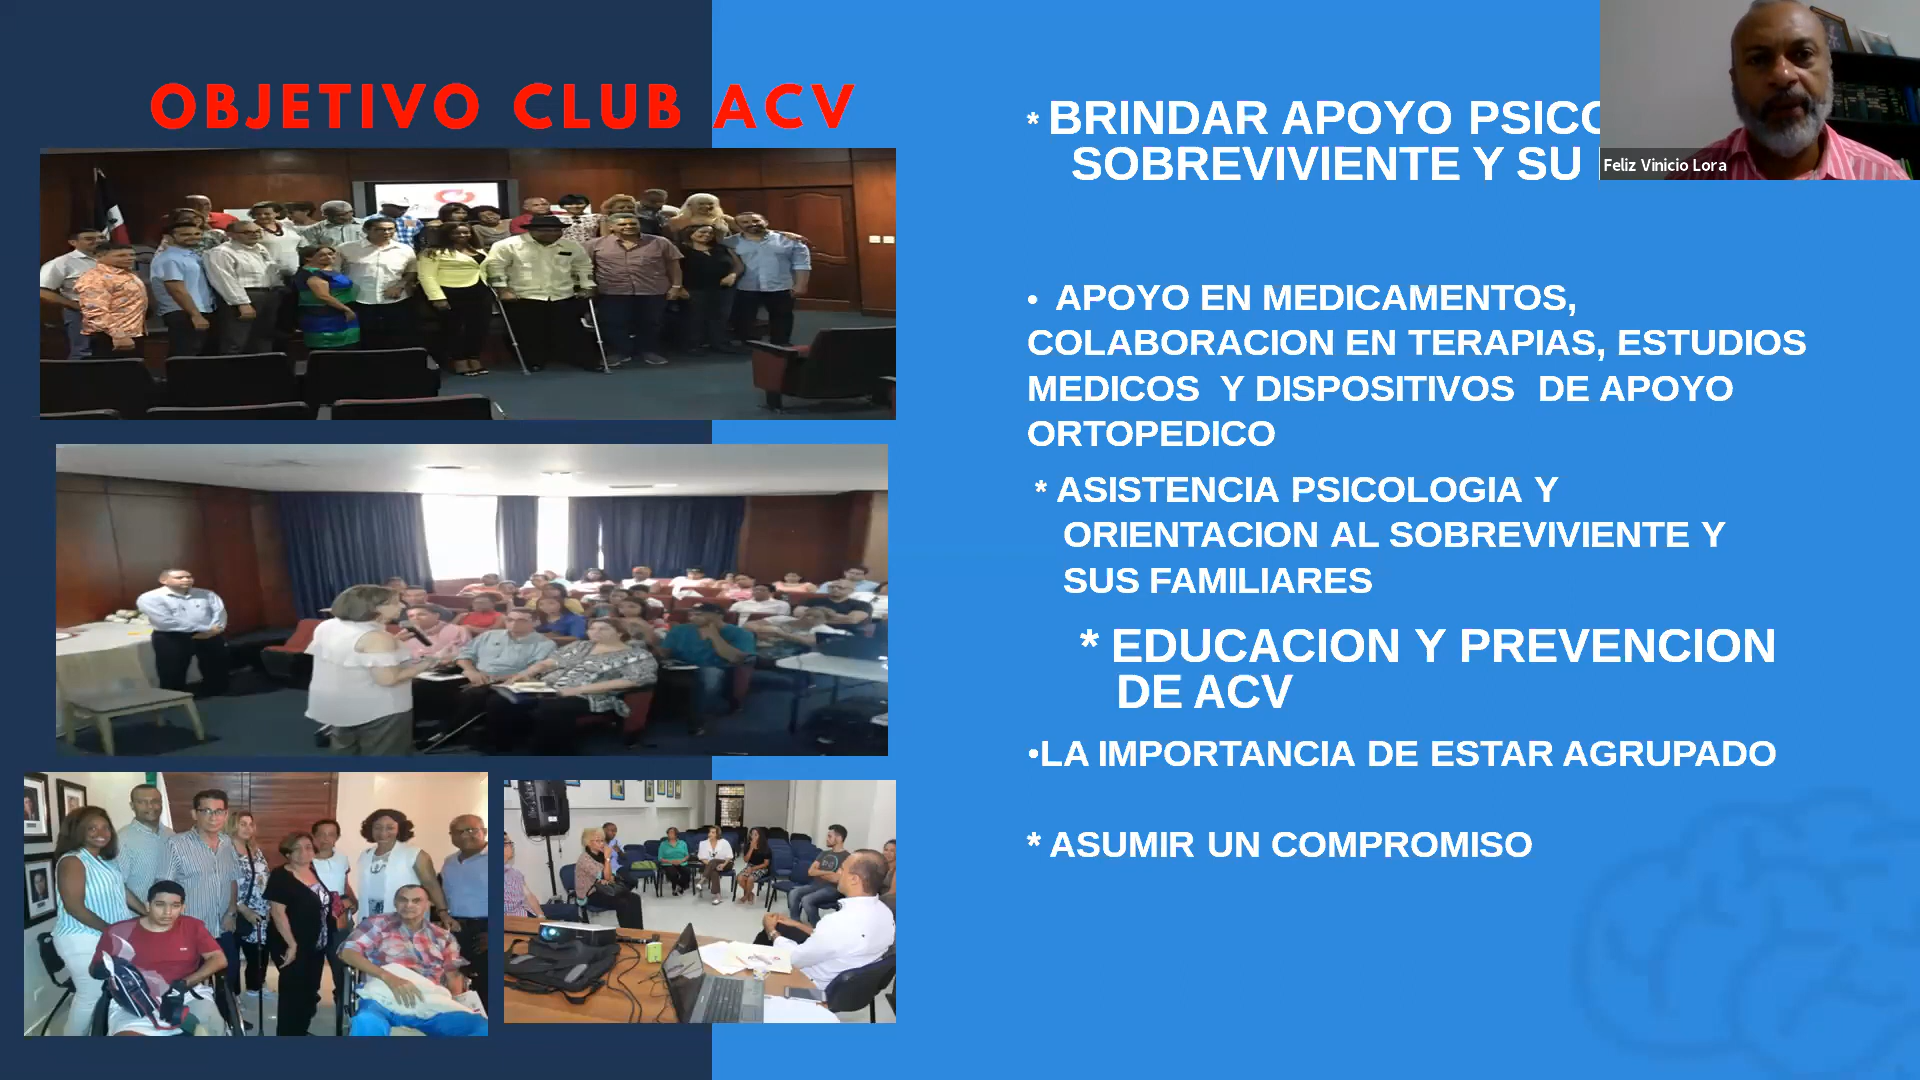 OBJETIVO CLUB ACV
* BRINDAR APOYO
SOBREVIVIENTE Y SU
Feliz Vinicio Lora
• APOYO EN MEDICAMENTOS,
COLABORACION EN TERAPIAS, ESTUDIOS
MEDICOS Y DISPOSITIVOS DE APOYO
ORTOPEDICO
* ASISTENCIA PSICOLOGIA Y
ORIENTACION AL SOBREVIVIENTE Y
SUS FAMILIARES
* EDUCACION Y PREVENCION
DE ACV
•LA IMPORTANCIA DE ESTAR AGRUPADO
* ASUMIR UN COMPROMISO